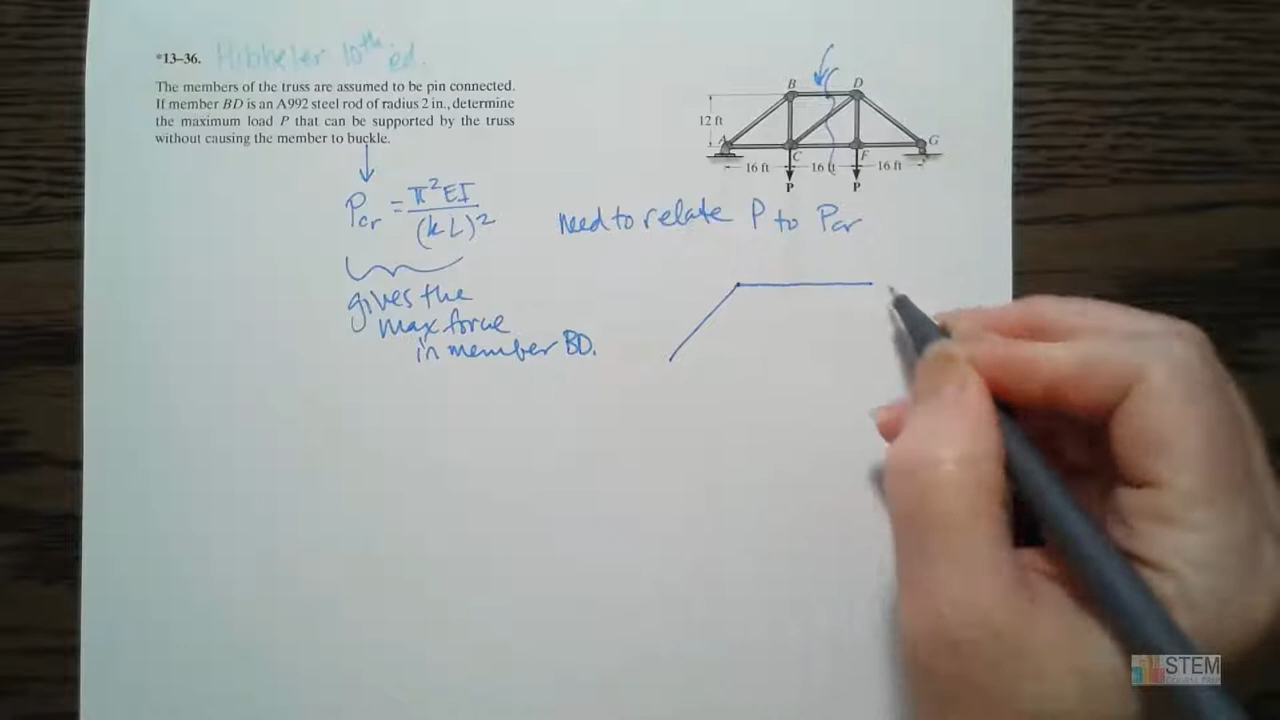 *13–36. Hibbeler 10th ed.
The members of the truss are assumed to be pin connected.
If member BD is an A992 steel rod of radius 2 in., determine
the maximum load P that can be supported by the truss
without causing the member to buckle.
B D
12 ft
A G
C F
16 ft 16 ft 16 ft
P P
Pcr = π²EI
(kL)²
Need to relate P to Pcr
gives the
max force
in member BD.
STEM
COURSE PREP